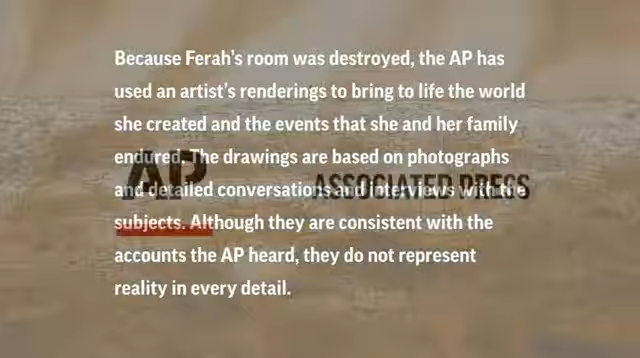 Because Ferah's room was destroyed, the AP has
used an artist's renderings to bring to life the world
she created and the events that she and her family
endured. The drawings are based on photographs
AP ASSOCIATED PRESS
and detailed conversations and interviews with the
subjects. Although they are consistent with the
accounts the AP heard, they do not represent
reality in every detail.